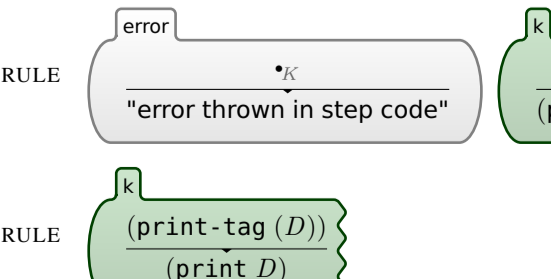 error
k
RULE
•K
"error thrown in step code"
k
RULE
(print-tag (D))
(print D)